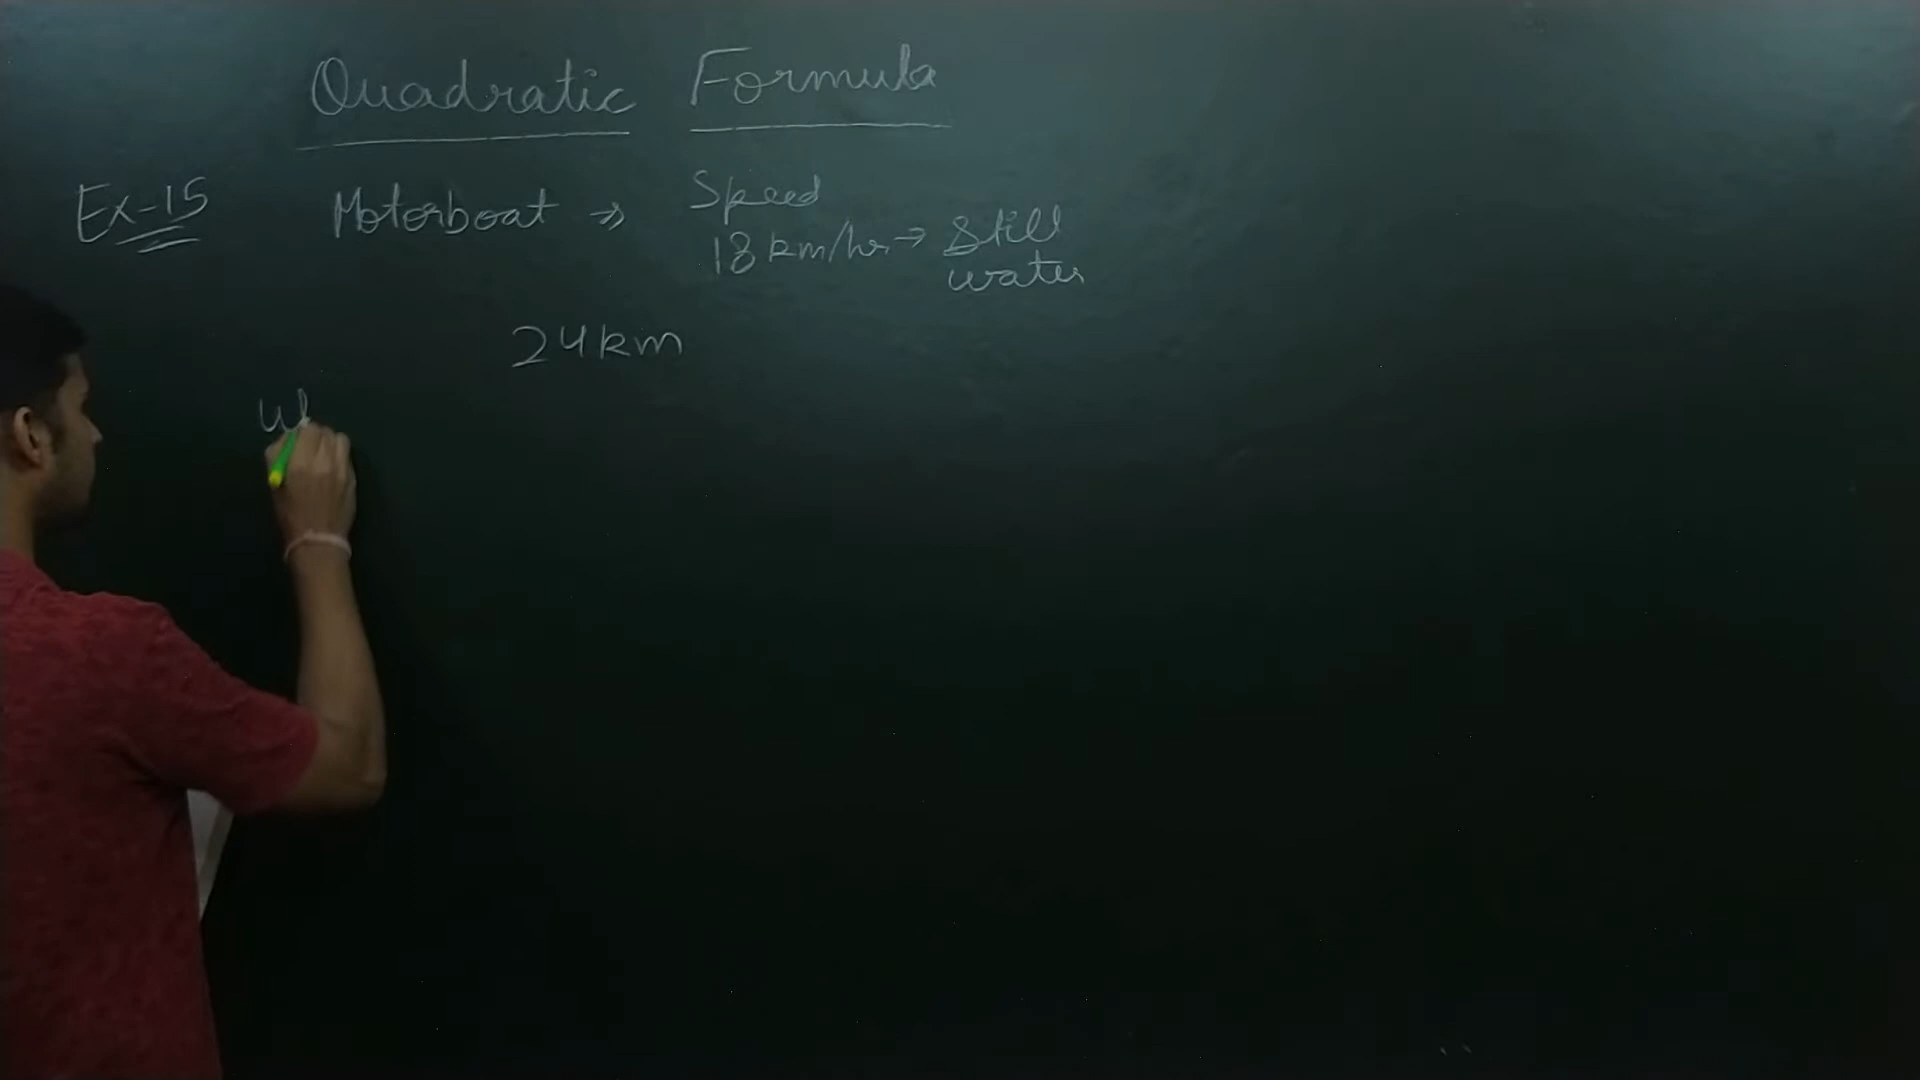 Quadratic Formula
Ex-15 Motorboat → Speed
18 km/hr → Still
water
24 km